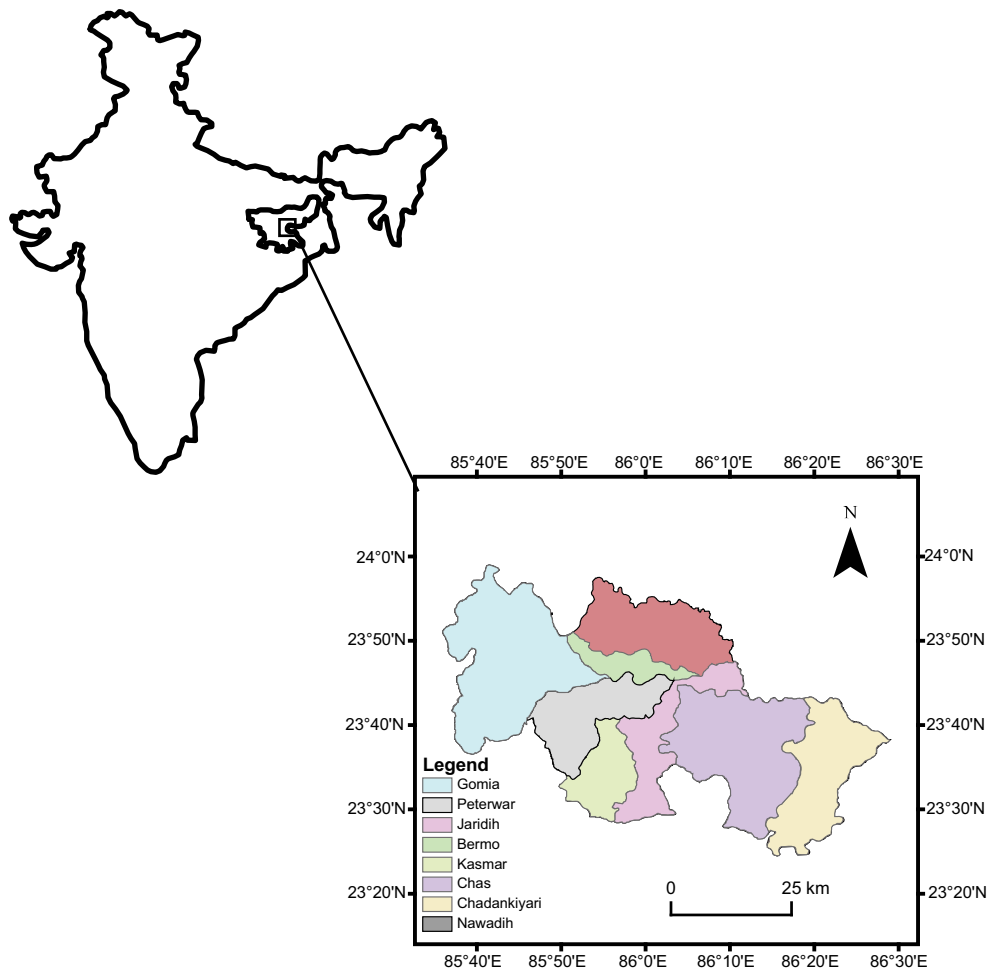 85°40'E 85°50'E 86°0'E 86°10'E 86°20'E 86°30'E
N
24°0'N 24°0'N
23°50'N 23°50'N
23°40'N 23°40'N
Legend
Gomia
Peterwar
Jaridih
Bermo
Kasmar
Chas
Chadankiyari
Nawadih
23°30'N 23°30'N
0 25 km
23°20'N 23°20'N
85°40'E 85°50'E 86°0'E 86°10'E 86°20'E 86°30'E